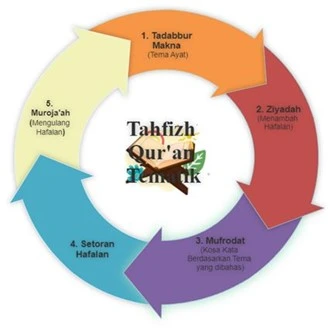 1. Tadabbur
Makna
(Tema Ayat)
2. Ziyadah
(Menambah
Hafalan)
3. Mufrodat
(Kosa Kata
Berdasarkan Tema
yang dibahas)
4. Setoran
Hafalan
5.
Muroja'ah
(Mengulang
Hafalan)
Tahfizh
Qur'an
Tematik